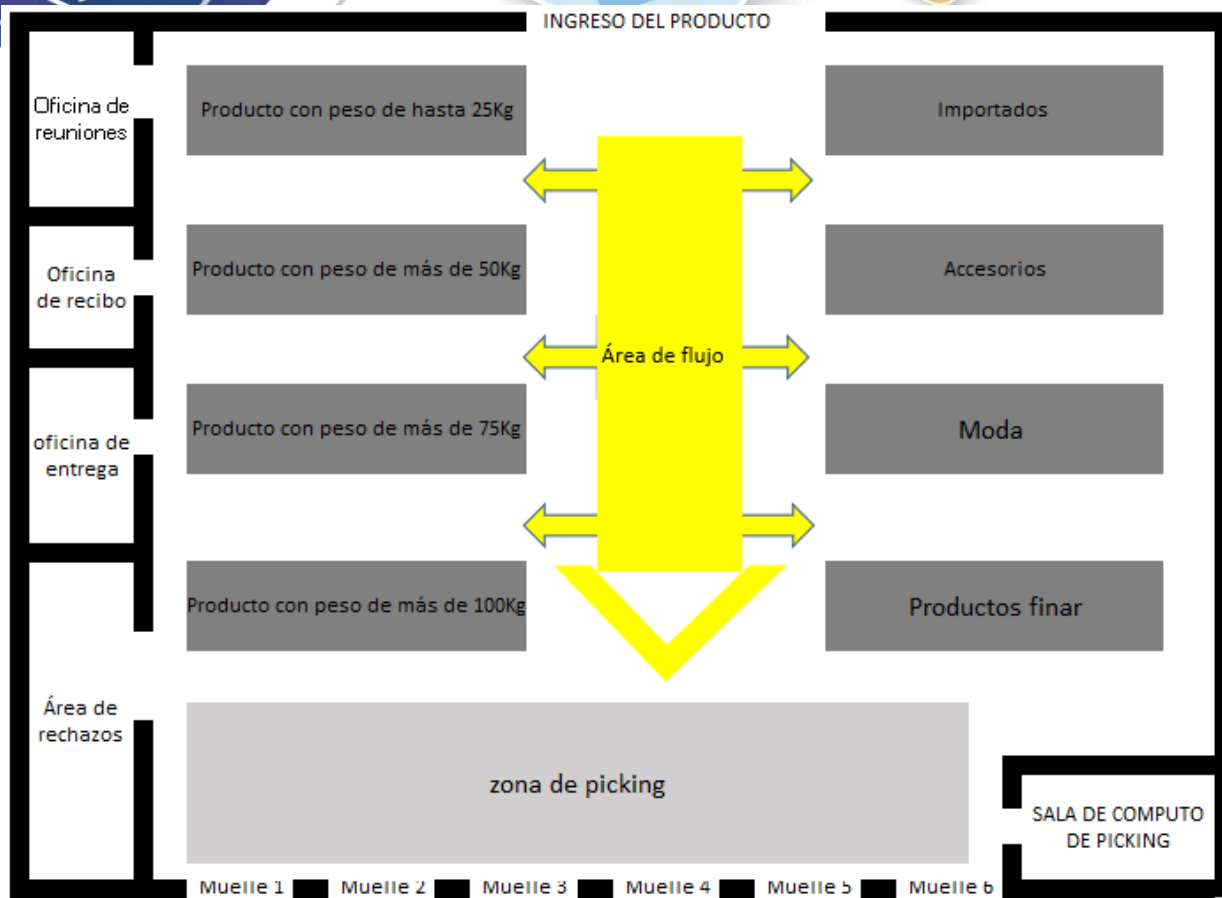 INGRESO DEL PRODUCTO
Oficina de
reuniones
Producto con peso de hasta 25Kg
Importados
Oficina
de recibo
Producto con peso de más de 50Kg
Accesorios
Área de flujo
oficina de
entrega
Producto con peso de más de 75Kg
Moda
Producto con peso de más de 100Kg
Productos finar
Área de
rechazos
zona de picking
SALA DE COMPUTO
DE PICKING
Muelle 1
Muelle 2
Muelle 3
Muelle 4
Muelle 5
Muelle 6